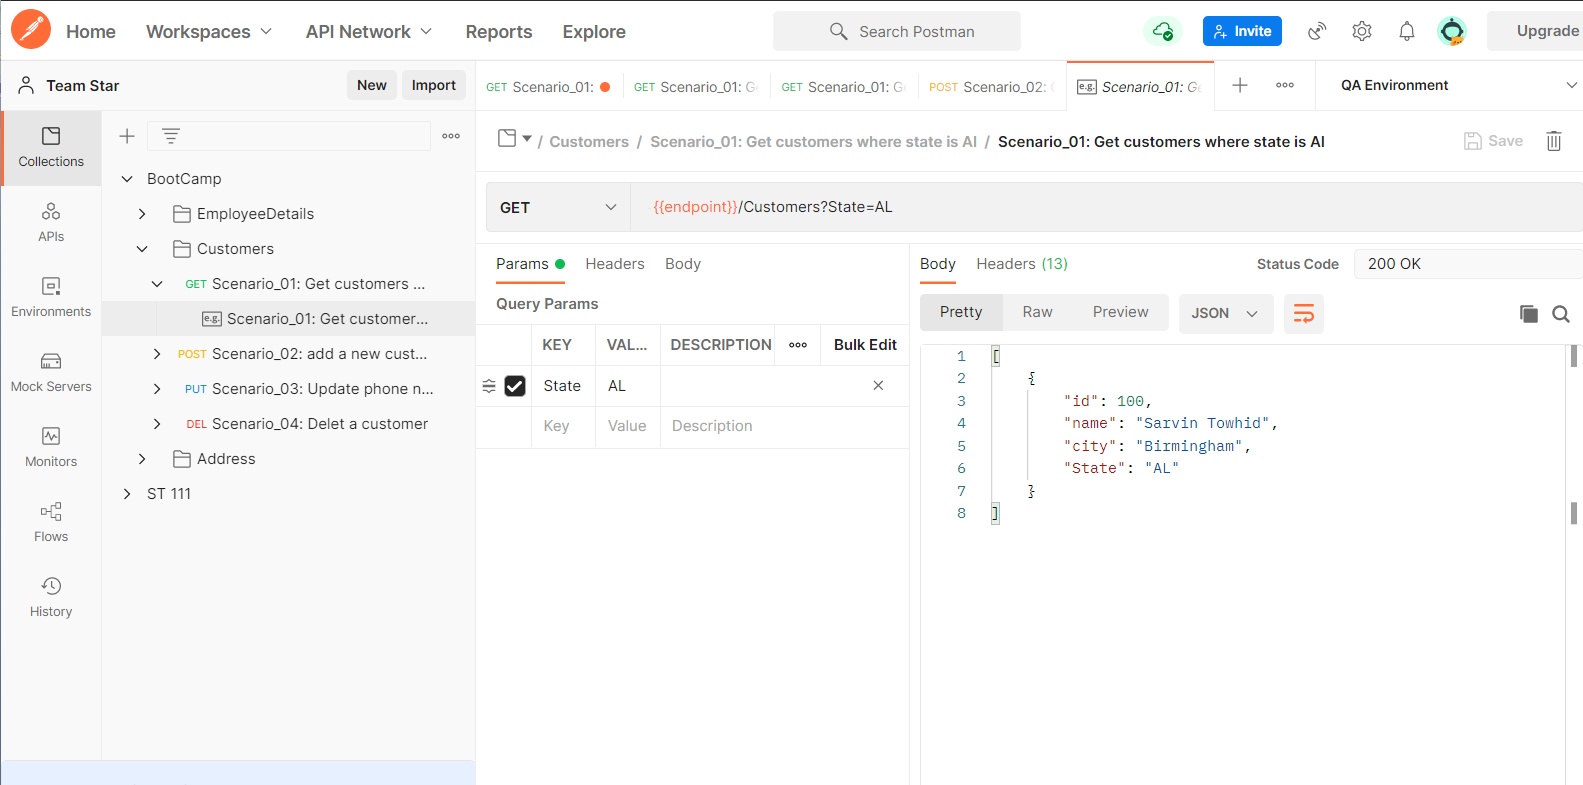 Home Workspaces API Network Reports Explore Search Postman Invite Upgrade
Team Star New Import GET Scenario_01: GET Scenario_01: G GET Scenario_01: G POST Scenario_02: e.g. Scenario_01: G QA Environment
Collections
APIs
Environments
Mock Servers
Monitors
Flows
History
BootCamp
EmployeeDetails
Customers
GET Scenario_01: Get customers ...
e.g. Scenario_01: Get customer...
POST Scenario_02: add a new cust...
PUT Scenario_03: Update phone n...
DEL Scenario_04: Delet a customer
Address
ST 111
/ Customers / Scenario_01: Get customers where state is AI / Scenario_01: Get customers where state is AI Save
GET {{endpoint}}/Customers?State=AL
Params Headers Body
Query Params
KEY VAL... DESCRIPTION Bulk Edit
State AL
Key Value Description
Body Headers (13) Status Code 200 OK
Pretty Raw Preview JSON
1 [
2 {
3 "id": 100,
4 "name": "Sarvin Towhid",
5 "city": "Birmingham",
6 "State": "AL"
7 }
8 ]